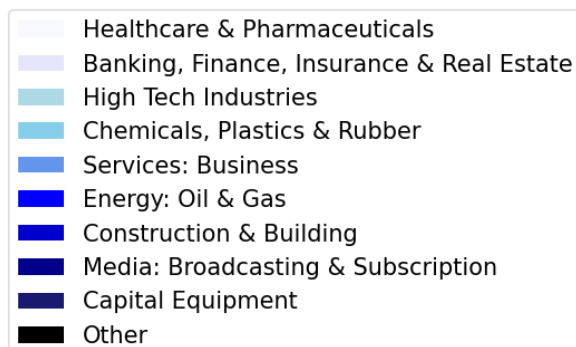 Healthcare & Pharmaceuticals
Banking, Finance, Insurance & Real Estate
High Tech Industries
Chemicals, Plastics & Rubber
Services: Business
Energy: Oil & Gas
Construction & Building
Media: Broadcasting & Subscription
Capital Equipment
Other